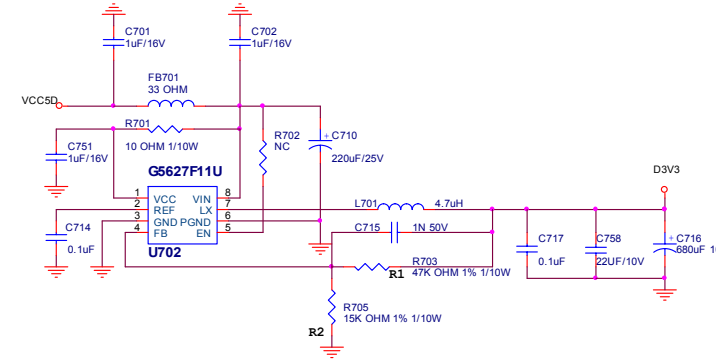 C701
1uF/16V
C702
1uF/16V
FB701
33 OHM
VCC5D
R701
10 OHM 1/10W
C751
1uF/16V
R702
NC
C710
220uF/25V
G5627F11U
1 VCC VIN 8
2 REF LX 7
3 GND PGND 6
4 FB EN 5
U702
C714
0.1uF
L701 4.7uH
D3V3
C715 1N 50V
R703
R1 47K OHM 1% 1/10W
C717
0.1uF
C758
22UF/10V
C716
680uF 10
R705
15K OHM 1% 1/10W
R2